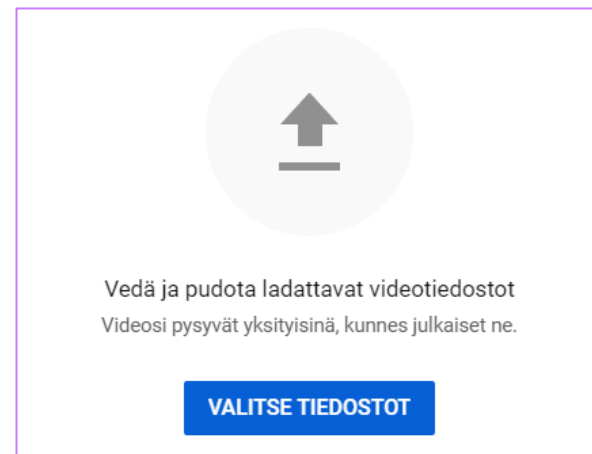 Vedä ja pudota ladattavat videotiedostot
Videosi pysyvät yksityisinä, kunnes julkaiset ne.
VALITSE TIEDOSTOT